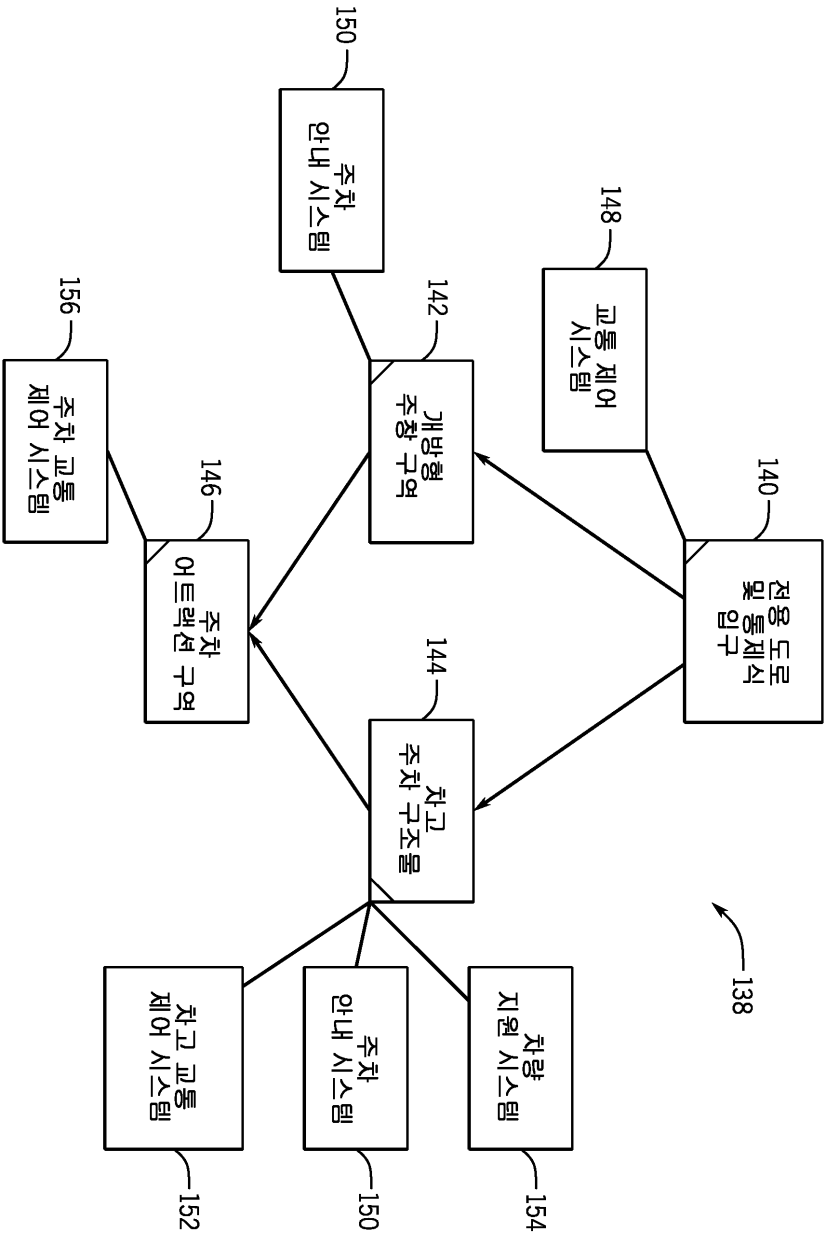 138
140
전용 도로
및 통제식
입구
148
교통 제어
시스템
142
개방형
주창 구역
144
차고
주차 구조물
차량
지원 시스템
154
150
주차
안내 시스템
주차
안내 시스템
150
146
주차
어트랙션 구역
차고 교통
제어 시스템
152
156
주차 교통
제어 시스템